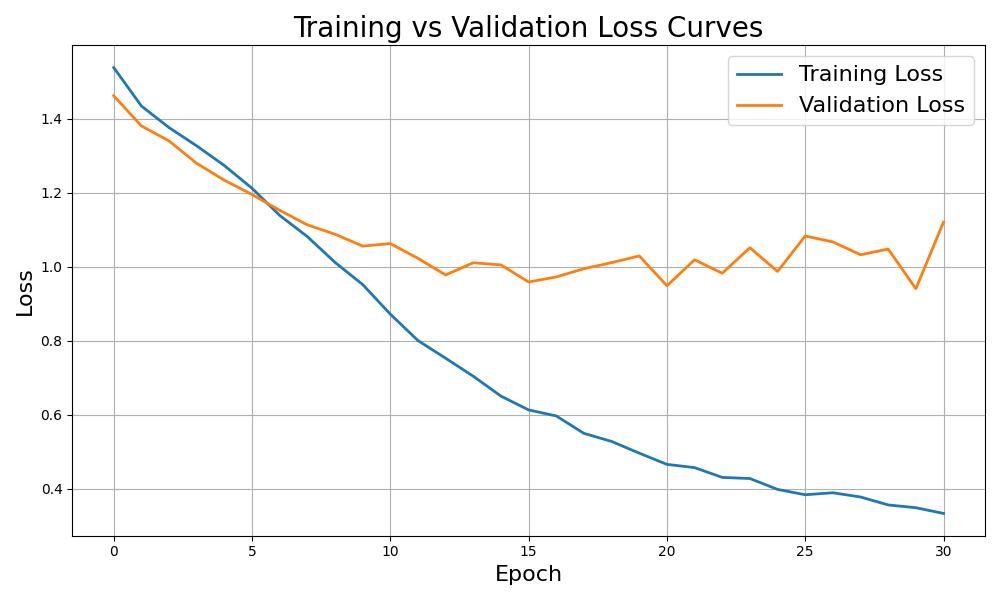 Training vs Validation Loss Curves
Training Loss
Validation Loss
1.4
1.2
1.0
0.8
0.6
0.4
Loss
0 5 10 15 20 25 30
Epoch